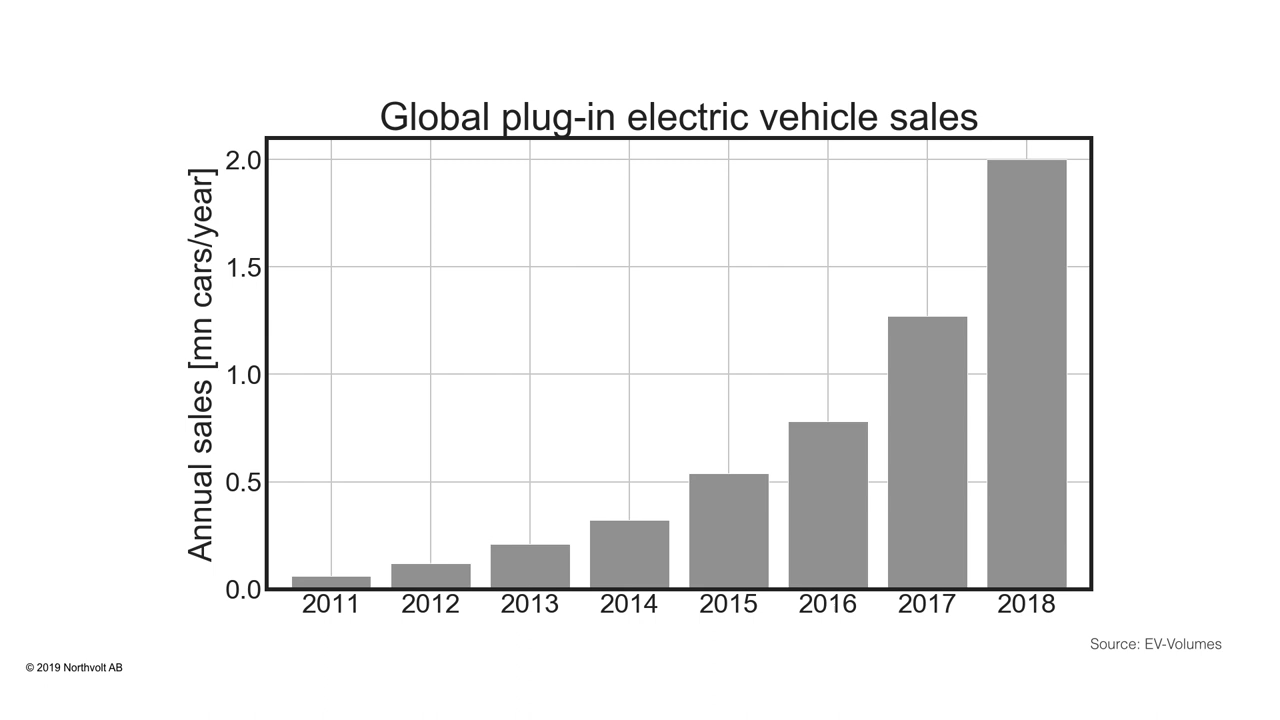 Global plug-in electric vehicle sales
Annual sales [mn cars/year]
2.0
1.5
1.0
0.5
0.0
2011 2012 2013 2014 2015 2016 2017 2018
Source: EV-Volumes
© 2019 Northvolt AB